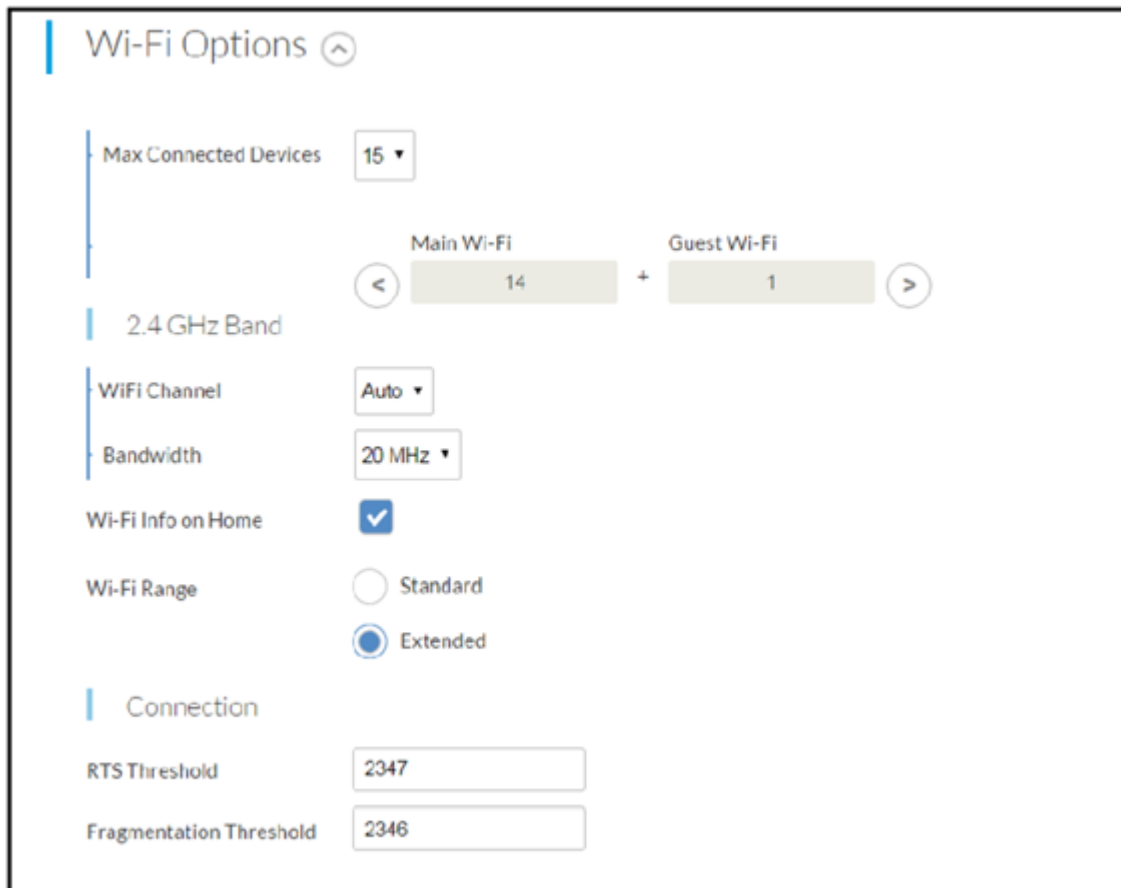 Wi-Fi Options
Max Connected Devices 15
Main Wi-Fi Guest Wi-Fi
< 14 + 1 >
2.4 GHz Band
WiFi Channel Auto
Bandwidth 20 MHz
Wi-Fi Info on Home
Wi-Fi Range Standard
Extended
Connection
RTS Threshold 2347
Fragmentation Threshold 2346